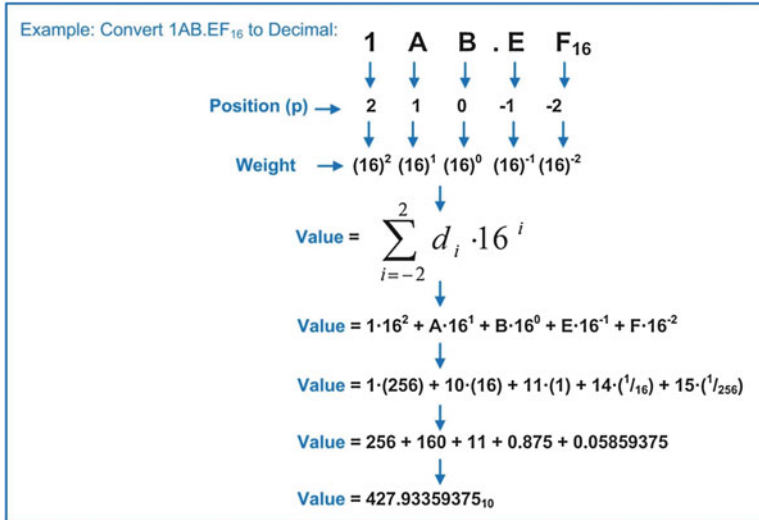 Example: Convert 1AB.EF₁₆ to Decimal:
1 A B . E F₁₆
Position (p) 2 1 0 -1 -2
Weight (16)² (16)¹ (16)⁰ (16)⁻¹ (16)⁻²
2
Value = ∑ dᵢ ·16ⁱ
i=−2
Value = 1·16² + A·16¹ + B·16⁰ + E·16⁻¹ + F·16⁻²
Value = 1·(256) + 10·(16) + 11·(1) + 14·(¹/₁₆) + 15·(¹/₂₅₆)
Value = 256 + 160 + 11 + 0.875 + 0.05859375
Value = 427.93359375₁₀